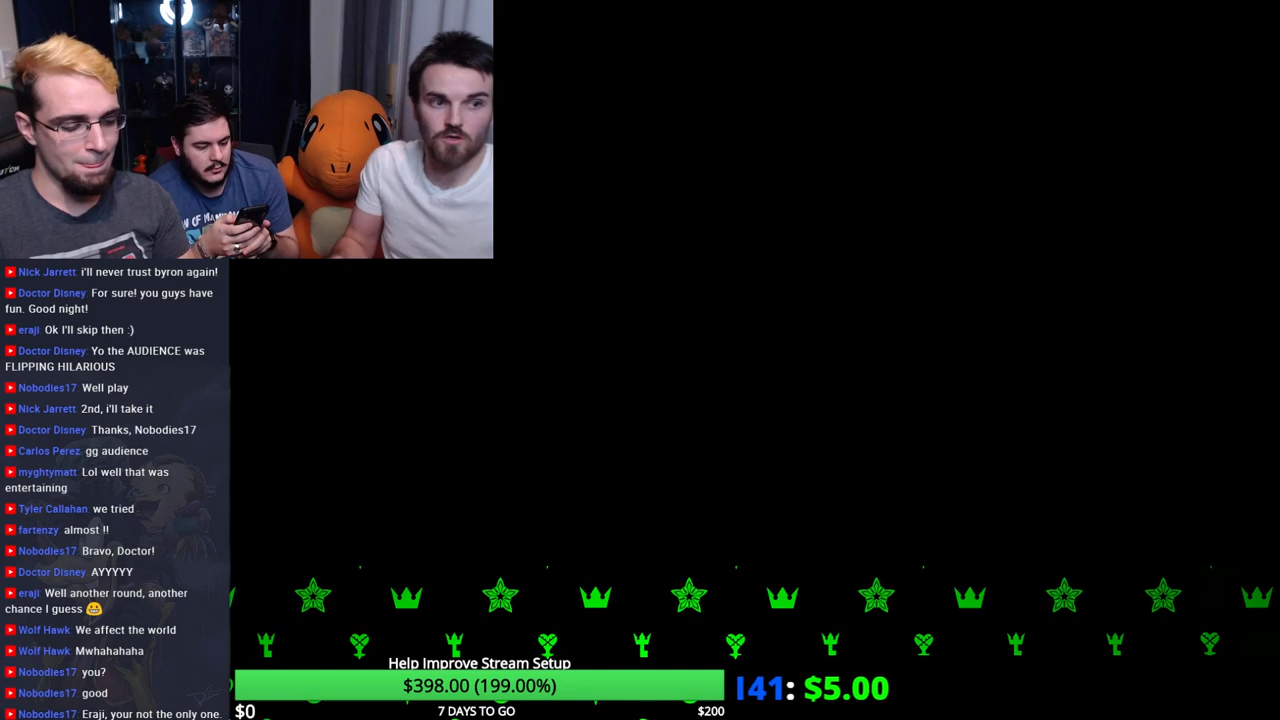 Nick Jarrett: i'll never trust byron again!
Doctor Disney: For sure! you guys have
fun. Good night!
eraji: Ok I'll skip then :)
Doctor Disney: Yo the AUDIENCE was
FLIPPING HILARIOUS
Nobodies17: Well play
Nick Jarrett: 2nd, i'll take it
Doctor Disney: Thanks, Nobodies17
Carlos Perez: gg audience
myghtymatt: Lol well that was
entertaining
Tyler Callahan: we tried
fartenzy: almost !!
Nobodies17: Bravo, Doctor!
Doctor Disney: AYYYYY
eraji: Well another round, another
chance I guess 😀
Wolf Hawk: We affect the world
Wolf Hawk: Mwhahahaha
Nobodies17: you?
Nobodies17: good
Nobodies17: Eraji, your not the only one.
Help Improve Stream Setup
$398.00 (199.00%)
$0
7 DAYS TO GO
$200
141: $5.00